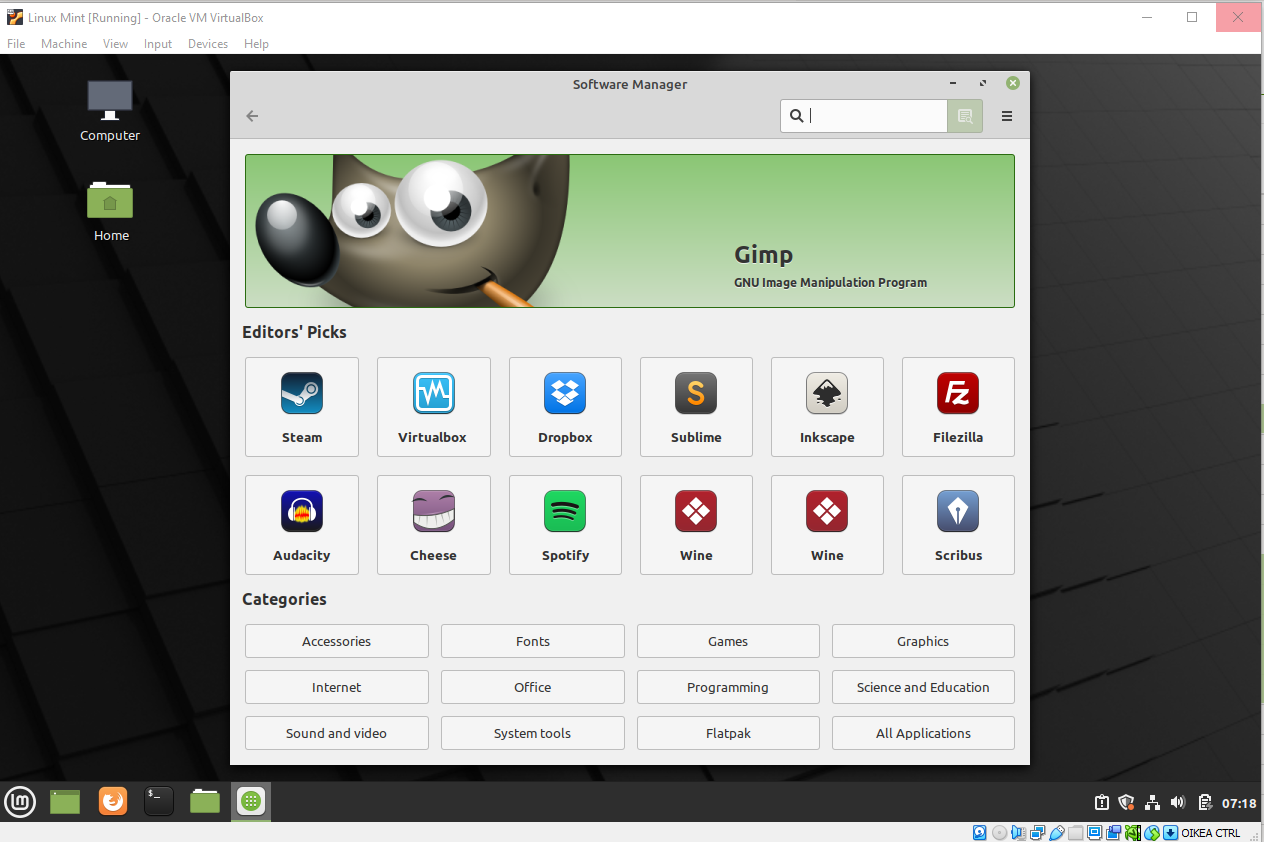 Linux Mint [Running] - Oracle VM VirtualBox
File Machine View Input Devices Help
Computer
Home
Software Manager
Gimp
GNU Image Manipulation Program
Editors' Picks
Steam Virtualbox Dropbox Sublime Inkscape Filezilla
Audacity Cheese Spotify Wine Wine Scribus
Categories
Accessories Fonts Games Graphics
Internet Office Programming Science and Education
Sound and video System tools Flatpak All Applications
07:18
OIKEA CTRL